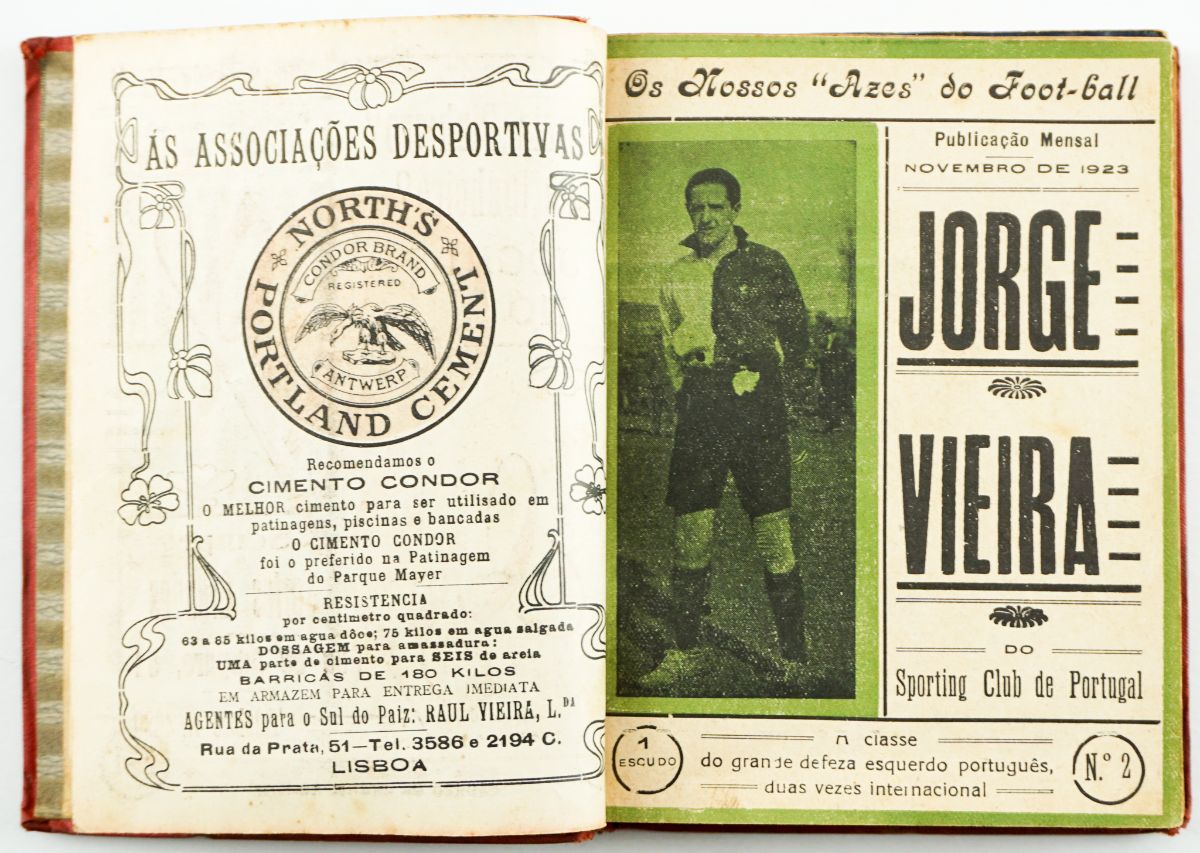 ÁS ASSOCIAÇÕES DESPORTIVAS
NORTH'S
PORTLAND CEMENT
CONDOR BRAND
REGISTERED
ANTWERP
Recomendamos o
CIMENTO CONDOR
O MELHOR cimento para ser utilisado em
patinagens, piscinas e bancadas
O CIMENTO CONDOR
foi o preferido na Patinagem
do Parque Mayer
RESISTENCIA
por centimetro quadrado:
63 a 65 kilos em agua dôce; 75 kilos em agua salgada
DOSSAGEM para amassadura:
UMA parte de cimento para SEIS de areia
BARRICAS DE 180 KILOS
EM ARMAZEM PARA ENTREGA IMEDIATA
AGENTES para o Sul do Paiz: RAUL VIEIRA, L.DA
Rua da Prata, 51—Tel. 3586 e 2194 C.
LISBOA
Os Nossos "Azes" do Foot-ball
Publicação Mensal
NOVEMBRO DE 1923
JORGE
VIEIRA
DO
Sporting Club de Portugal
1
ESCUDO
A classe
do grande defeza esquerdo português,
duas vezes internacional
N.º 2